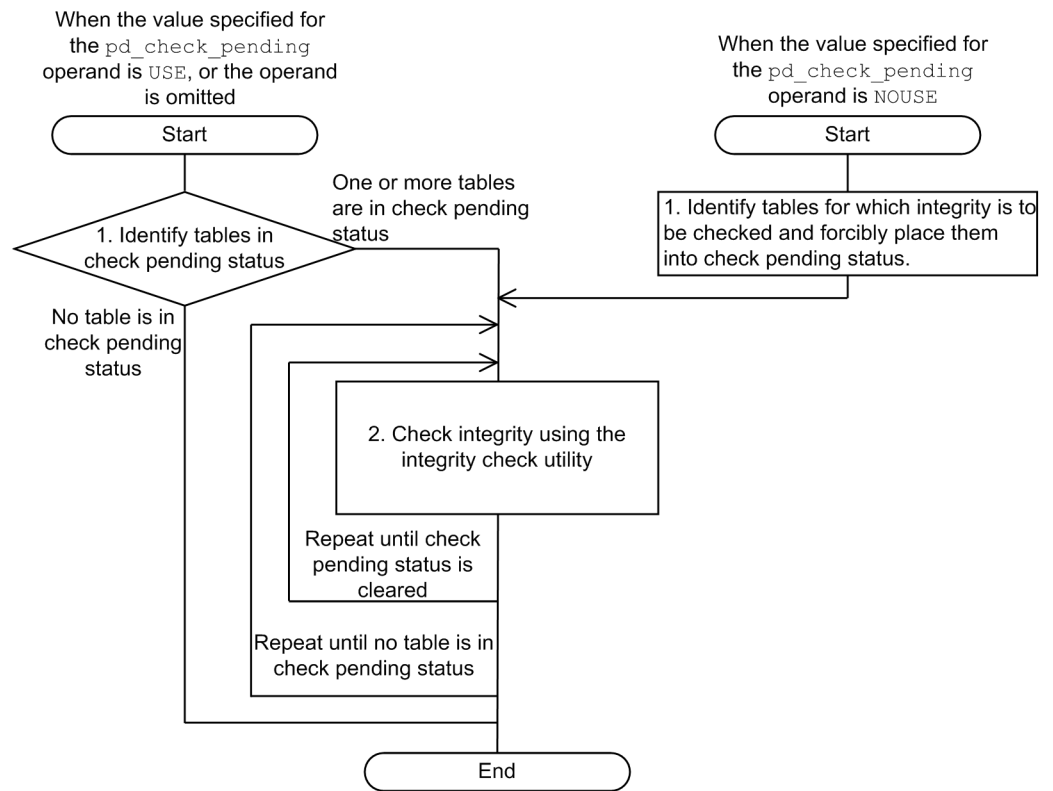 When the value specified for
the pd_check_pending
operand is USE, or the operand
is omitted
Start
When the value specified for
the pd_check_pending
operand is NOUSE
Start
One or more tables
are in check pending
status
1. Identify tables in
check pending status
1. Identify tables for which integrity is to
be checked and forcibly place them
into check pending status.
No table is in
check pending
status
2. Check integrity using the
integrity check utility
Repeat until check
pending status is
cleared
Repeat until no table is in
check pending status
End